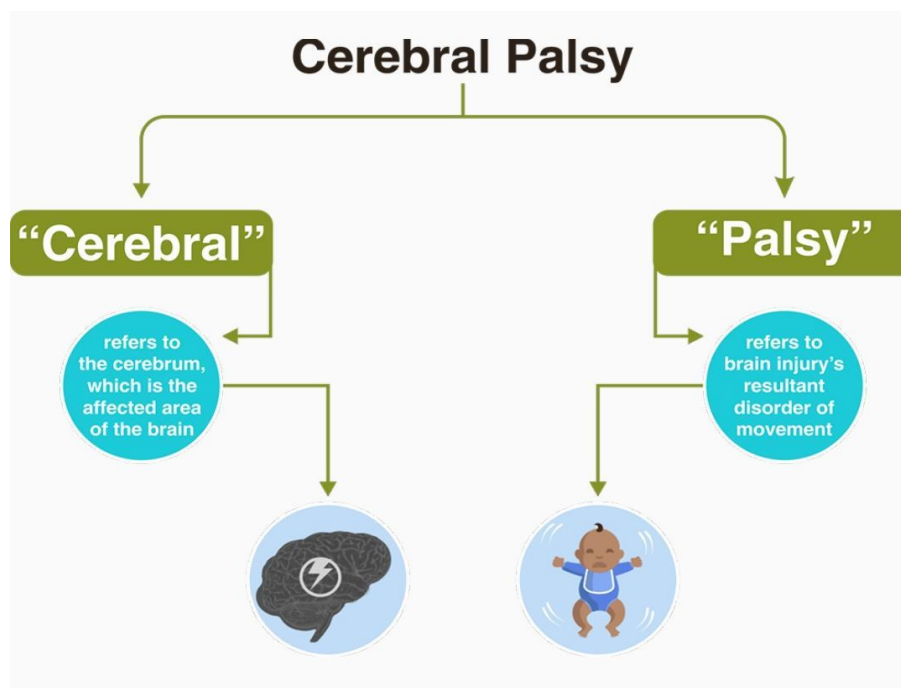 Cerebral Palsy
“Cerebral”
“Palsy”
refers to
the cerebrum,
which is the
affected area
of the brain
refers to
brain injury’s
resultant
disorder of
movement